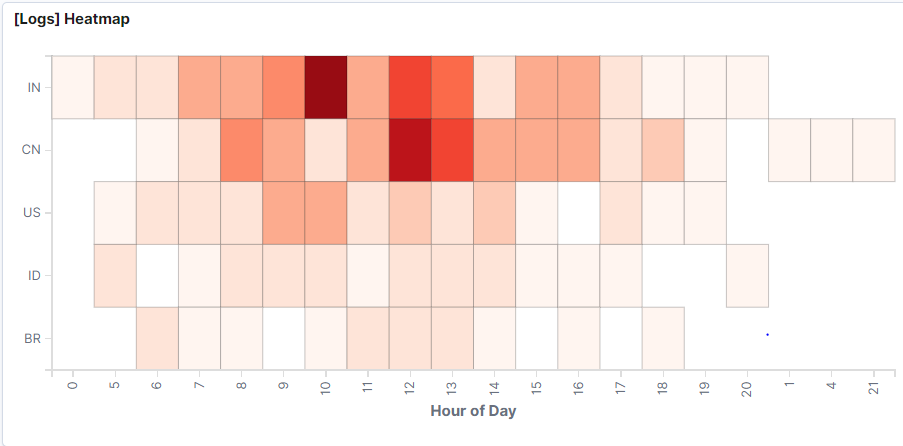 [Logs] Heatmap
IN
CN
US
ID
BR
0 5 6 7 8 9 10 11 12 13 14 15 16 17 18 19 20 1 4 21
Hour of Day